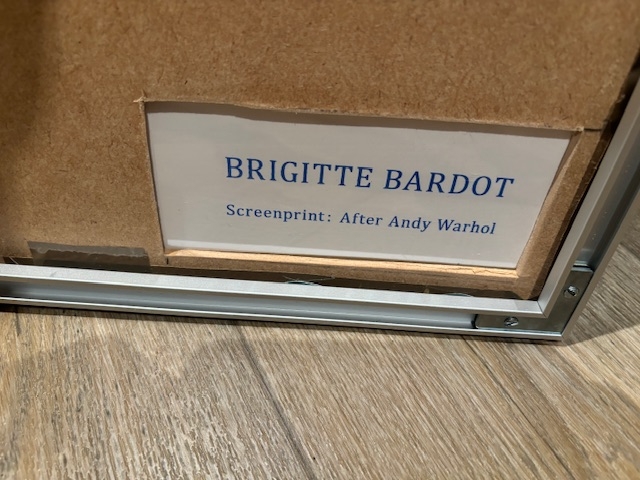 BRIGITTE BARDOT
Screenprint: After Andy Warhol